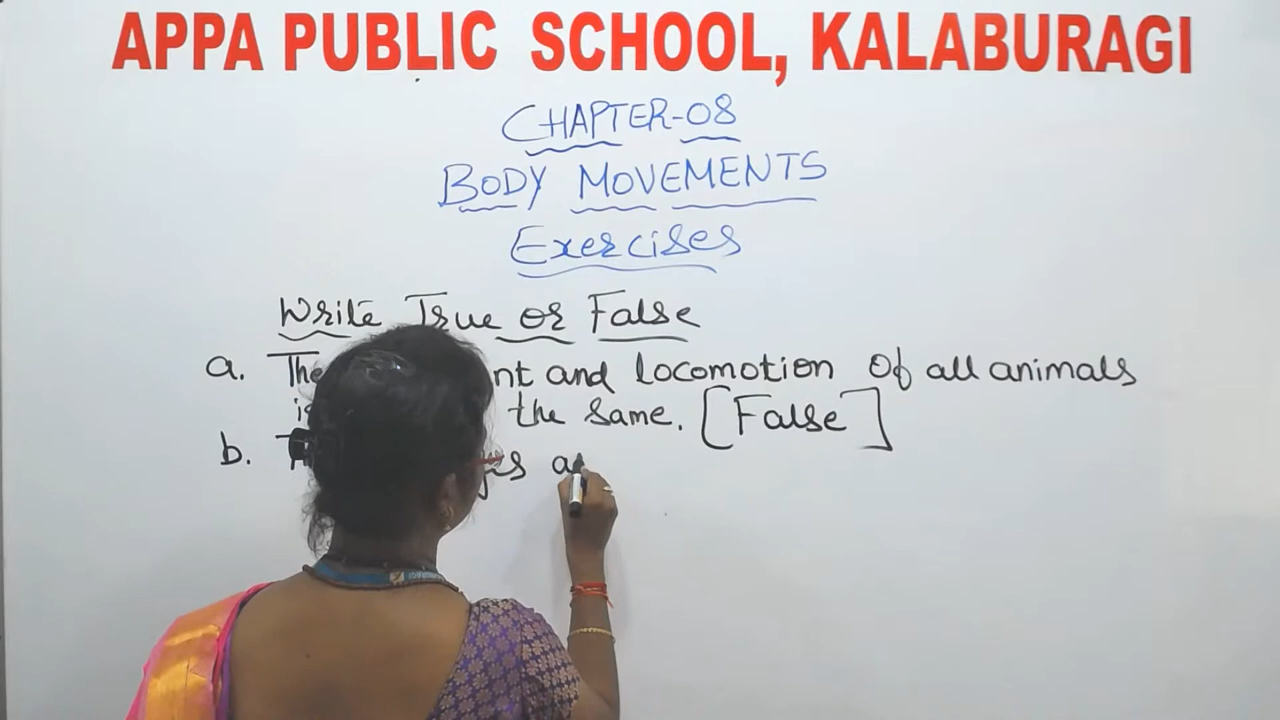 APPA PUBLIC SCHOOL, KALABURAGI
CHAPTER-08
BODY MOVEMENTS
Exercises
Write True or False
a. The and locomotion of all animals
the same. [False]
b.